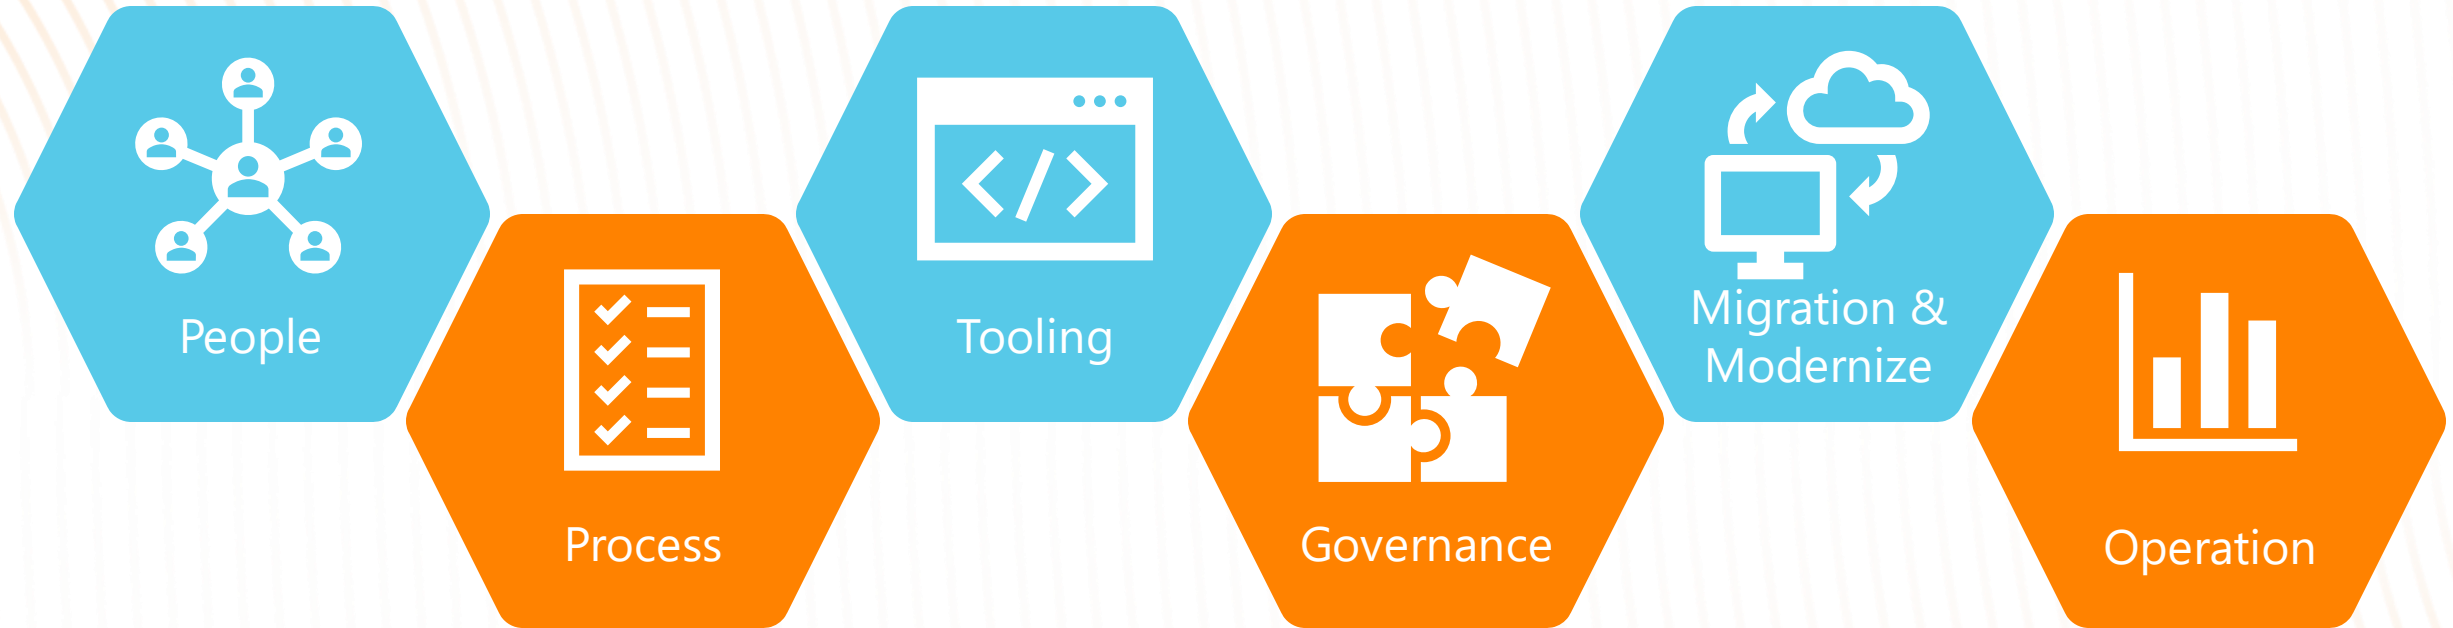 People
Process
Tooling
Governance
Migration &
Modernize
Operation